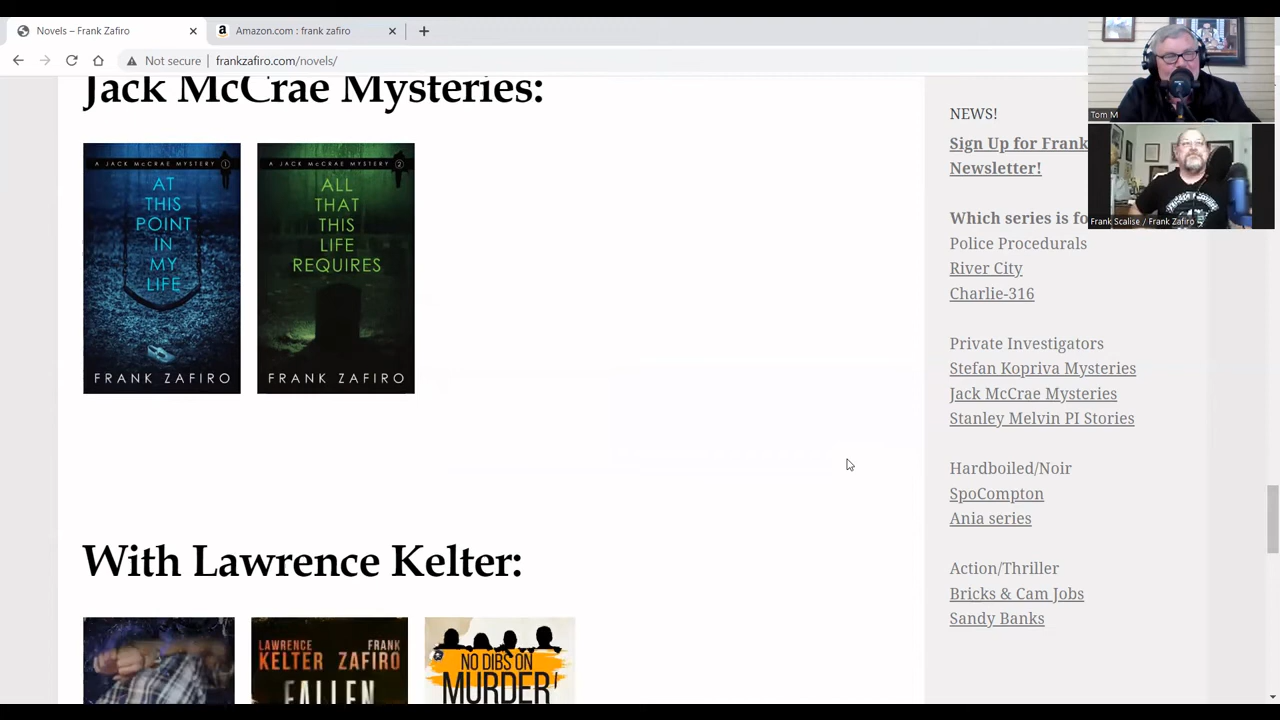 Novels – Frank Zafiro
Amazon.com : frank zafiro
Not secure
frankzafiro.com/novels/
Jack McCrae Mysteries:
A JACK MCCRAE MYSTERY 1
AT
THIS
POINT
IN
MY
LIFE
FRANK ZAFIRO
A JACK MCCRAE MYSTERY 2
ALL
THAT
THIS
LIFE
REQUIRES
FRANK ZAFIRO
With Lawrence Kelter:
LAWRENCE FRANK
KELTER ZAFIRO
FALLEN
NO DIBS ON
MURDER
NEWS!
Sign Up for Frank
Newsletter!
Which series is fo
Police Procedurals
River City
Charlie-316
Private Investigators
Stefan Kopriva Mysteries
Jack McCrae Mysteries
Stanley Melvin PI Stories
Hardboiled/Noir
SpoCompton
Ania series
Action/Thriller
Bricks & Cam Jobs
Sandy Banks
Tom M
Frank Scalise / Frank Zafiro